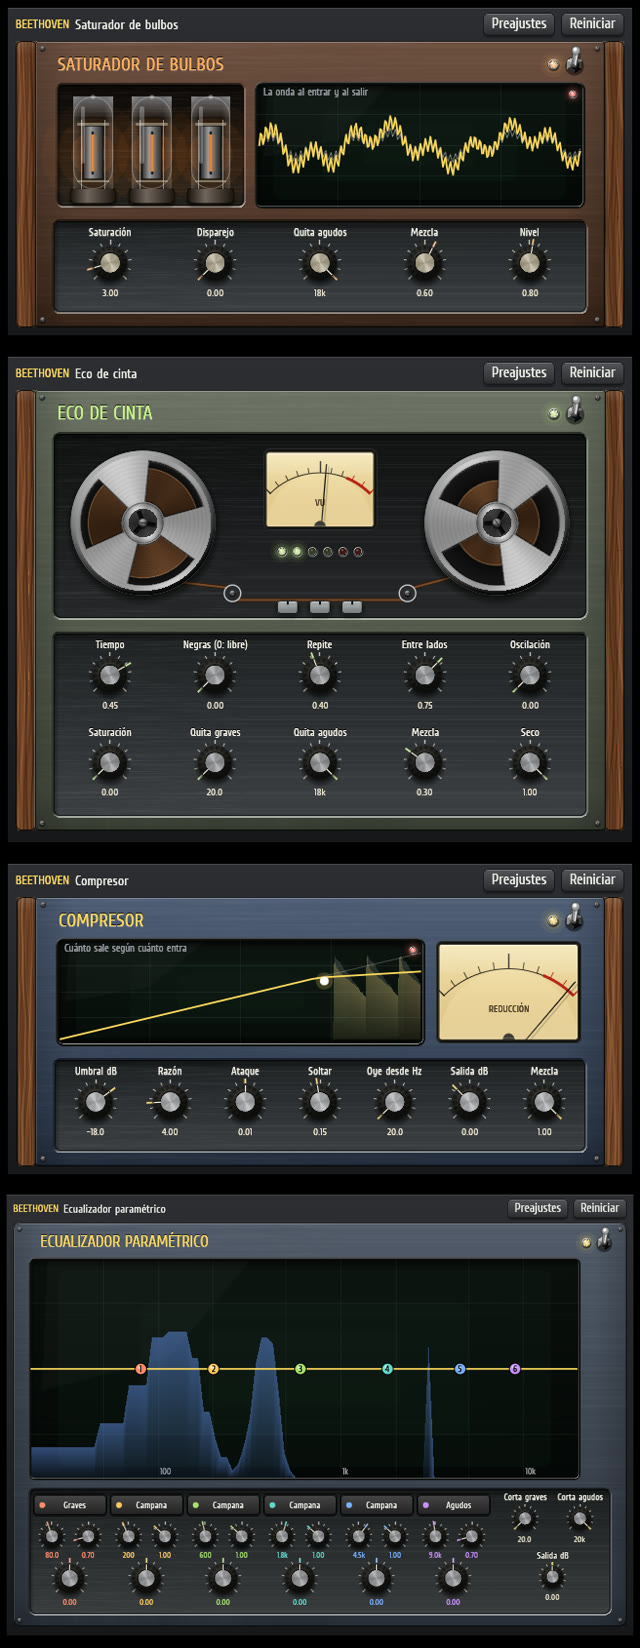 BEETHOVEN Saturador de bulbos Preajustes Reiniciar
SATURADOR DE BULBOS
La onda al entrar y al salir
Saturación Disparejo Quita agudos Mezcla Nivel
3.00 0.00 18k 0.60 0.80
BEETHOVEN Eco de cinta Preajustes Reiniciar
ECO DE CINTA
VU
Tiempo Negras (0: libre) Repite Entre lados Oscilación
0.45 0.00 0.40 0.75 0.00
Saturación Quita graves Quita agudos Mezcla Seco
0.00 20.0 18k 0.30 1.00
BEETHOVEN Compresor Preajustes Reiniciar
COMPRESOR
Cuánto sale según cuánto entra
REDUCCIÓN
Umbral dB Razón Ataque Soltar Oye desde Hz Salida dB Mezcla
-18.0 4.00 0.01 0.15 20.0 0.00 1.00
BEETHOVEN Ecualizador paramétrico Preajustes Reiniciar
ECUALIZADOR PARAMÉTRICO
1 2 3 4 5 6
100 1k 10k
Graves Campana Campana Campana Campana Agudos Corta graves Corta agudos
80.0 0.70 200 1.00 600 1.00 1.8k 1.00 4.5k 1.00 9.0k 0.70 20.0 20k
Salida dB
0.00 0.00 0.00 0.00 0.00 0.00 0.00